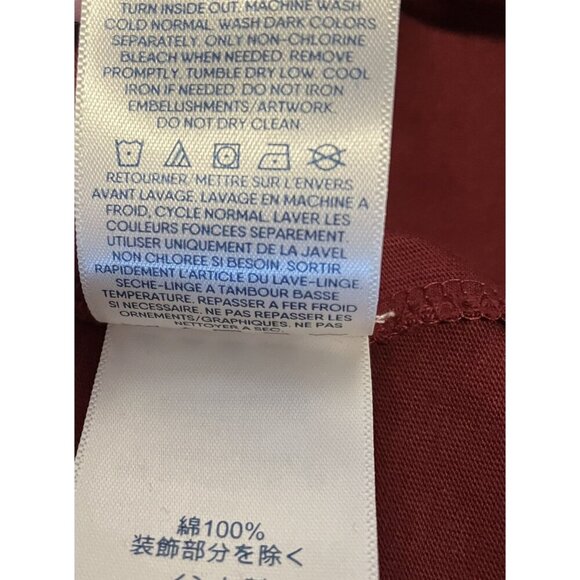 TURN INSIDE OUT. MACHINE WASH
COLD NORMAL. WASH DARK COLORS
SEPARATELY. ONLY NON-CHLORINE
BLEACH WHEN NEEDED. REMOVE
PROMPTLY. TUMBLE DRY LOW. COOL
IRON IF NEEDED. DO NOT IRON
EMBELLISHMENTS/ARTWORK.
DO NOT DRY CLEAN.
RETOURNER/METTRE SUR L'ENVERS
AVANT LAVAGE. LAVAGE EN MACHINE A
FROID, CYCLE NORMAL. LAVER LES
COULEURS FONCEES SEPAREMENT.
UTILISER UNIQUEMENT DE LA JAVEL
NON CHLOREE SI BESOIN. SORTIR
RAPIDEMENT L'ARTICLE DU LAVE-LINGE.
SECHE-LINGE A TAMBOUR BASSE
TEMPERATURE. REPASSER A FER FROID
SI NECESSAIRE. NE PAS REPASSER LES
ORNEMENTS/GRAPHIQUES. NE PAS
NETTOYER A SEC.
綿100%
装飾部分を除く